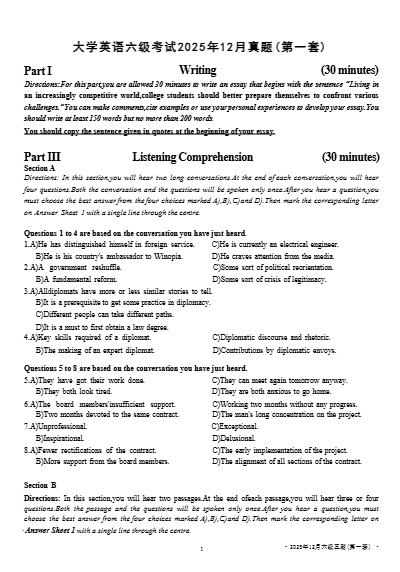 大学英语六级考试2025年12月真题(第一套)
Part I Writing (30 minutes)
Directions:For this part,you are allowed 30 minutes to write an essay that begins with the sentence "Living in
an increasingly competitive world,college students should better prepare themselves to confront various
challenges."You can make comments,cite examples or use your personal experiences to develop your essay.You
should write at least 150 words but no more than 200 words
You should copy the sentence given in quotes at the beginning of your essay.
Part III Listening Comprehension (30 minutes)
Section A
Directions: In this section,you will hear two long conversations.At the end of each conversation,you will hear
four questions.Both the conversation and the questions will be spoken only once.After you hear a question,you
must choose the best answer from the four choices marked A),B),C)and D).Then mark the corresponding letter
on Answer Sheet 1 with a single line through the centre.
Questions 1 to 4 are based on the conversation you have just heard.
1.A)He has distinguished himself in foreign service. C)He is currently an electrical engineer.
B)He is his country's ambassador to Winopia. D)He craves attention from the media.
2.A)A government reshuffle. C)Some sort of political reorientation.
B)A fundamental reform. D)Some sort of crisis of legitimacy.
3.A)Alldiplomats have more or less similar stories to tell.
B)It is a prerequisite to get some practice in diplomacy.
C)Different people can take different paths.
D)It is a must to first obtain a law degree.
4.A)Key skills required of a diplomat. C)Diplomatic discourse and rhetoric.
B)The making of an expert diplomat. D)Contributions by diplomatic envoys.
Questions 5 to 8 are based on the conversation you have just heard.
5.A)They have got their work done. C)They can meet again tomorrow anyway.
B)They both look tired. D)They are both anxious to go home.
6.A)The board members'insufficient support. C)Working two months without any progress.
B)Two months devoted to the same contract. D)The man's long concentration on the project.
7.A)Unprofessional. C)Exceptional.
B)Inspirational. D)Delusional.
8.A)Fewer rectifications of the contract. C)The early implementation of the project.
B)More support from the board members. D)The alignment of all sections of the contract.
Section B
Directions: In this section,you will hear two passages.At the end ofeach passage,you will hear three or four
questions.Both the passage and the questions will be spoken only once.After you hear a question,you must
choose the best answer from the four choices marked A),B),C)and D).Then mark the corresponding letter on
·Answer Sheet 1 with a single line through the centre.
1
·2025年12月六级真题(第一套)·